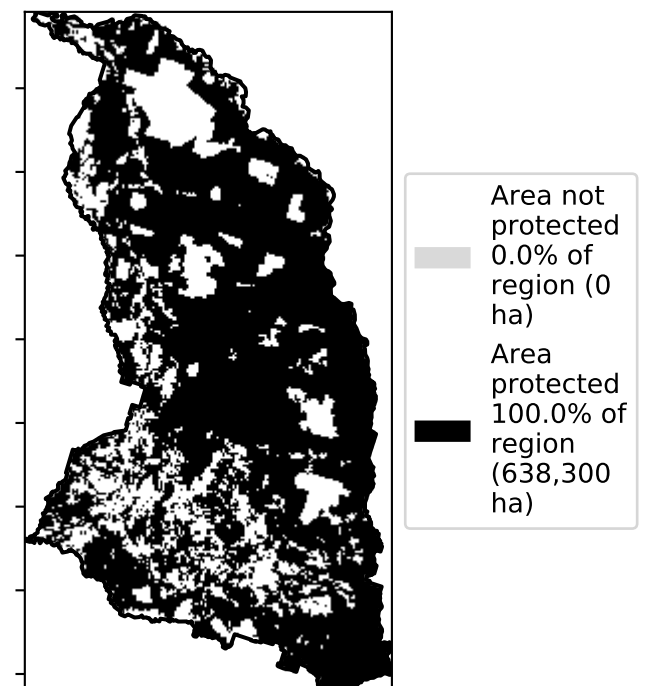 Area not
protected
0.0% of
region (0
ha)
Area
protected
100.0% of
region
(638,300
ha)